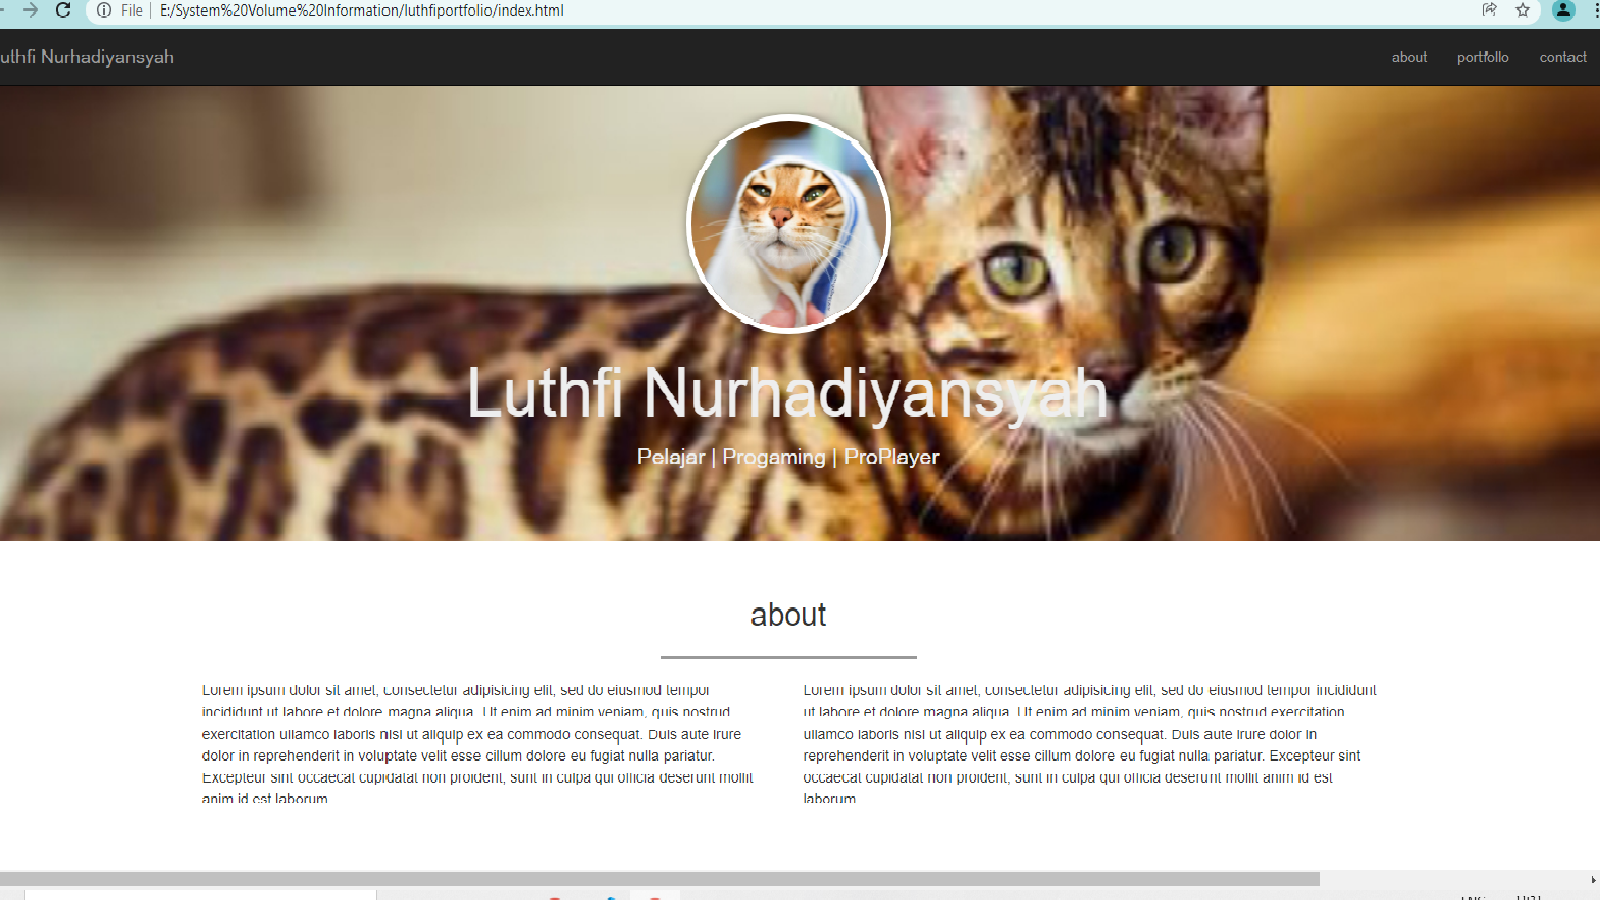 File | E:/System%20Volume%20Information/luthfiportfolio/index.html
uthfi Nurhadiyansyah
about portfolio contact
Luthfi Nurhadiyansyah
Pelajar | Progaming | ProPlayer
about
Lorem ipsum dolor sit amet, consectetur adipisicing elit, sed do eiusmod tempor
incididunt ut labore et dolore magna aliqua. Ut enim ad minim veniam, quis nostrud
exercitation ullamco laboris nisi ut aliquip ex ea commodo consequat. Duis aute irure
dolor in reprehenderit in voluptate velit esse cillum dolore eu fugiat nulla pariatur.
Excepteur sint occaecat cupidatat non proident, sunt in culpa qui officia deserunt mollit
anim id est laborum
Lorem ipsum dolor sit amet, consectetur adipisicing elit, sed do eiusmod tempor incididunt
ut labore et dolore magna aliqua. Ut enim ad minim veniam, quis nostrud exercitation
ullamco laboris nisi ut aliquip ex ea commodo consequat. Duis aute irure dolor in
reprehenderit in voluptate velit esse cillum dolore eu fugiat nulla pariatur. Excepteur sint
occaecat cupidatat non proident, sunt in culpa qui officia deserunt mollit anim id est
laborum